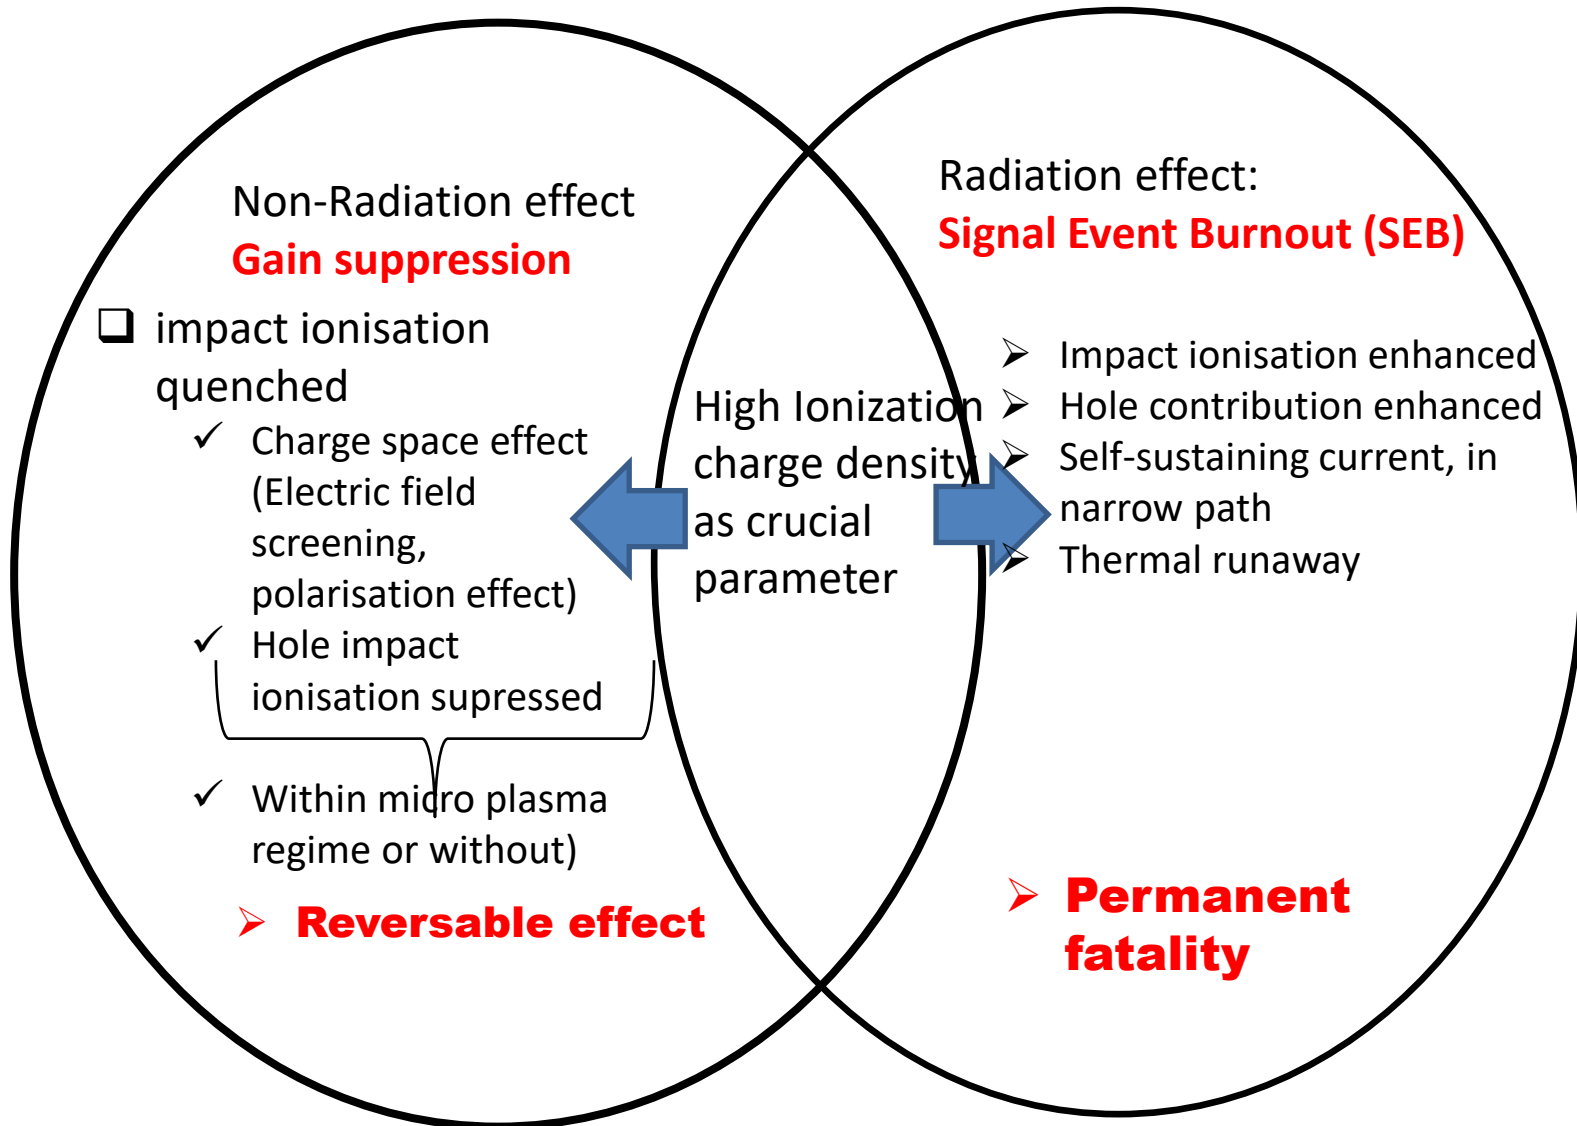 Non-Radiation effect
Gain suppression
❑ impact ionisation
quenched
✓ Charge space effect
(Electric field
screening,
polarisation effect)
✓ Hole impact
ionisation supressed
✓ Within micro plasma
regime or without)
➢ Reversable effect
High Ionization
charge density
as crucial
parameter
Radiation effect:
Signal Event Burnout (SEB)
➢ Impact ionisation enhanced
➢ Hole contribution enhanced
➢ Self-sustaining current, in
narrow path
➢ Thermal runaway
➢ Permanent
fatality